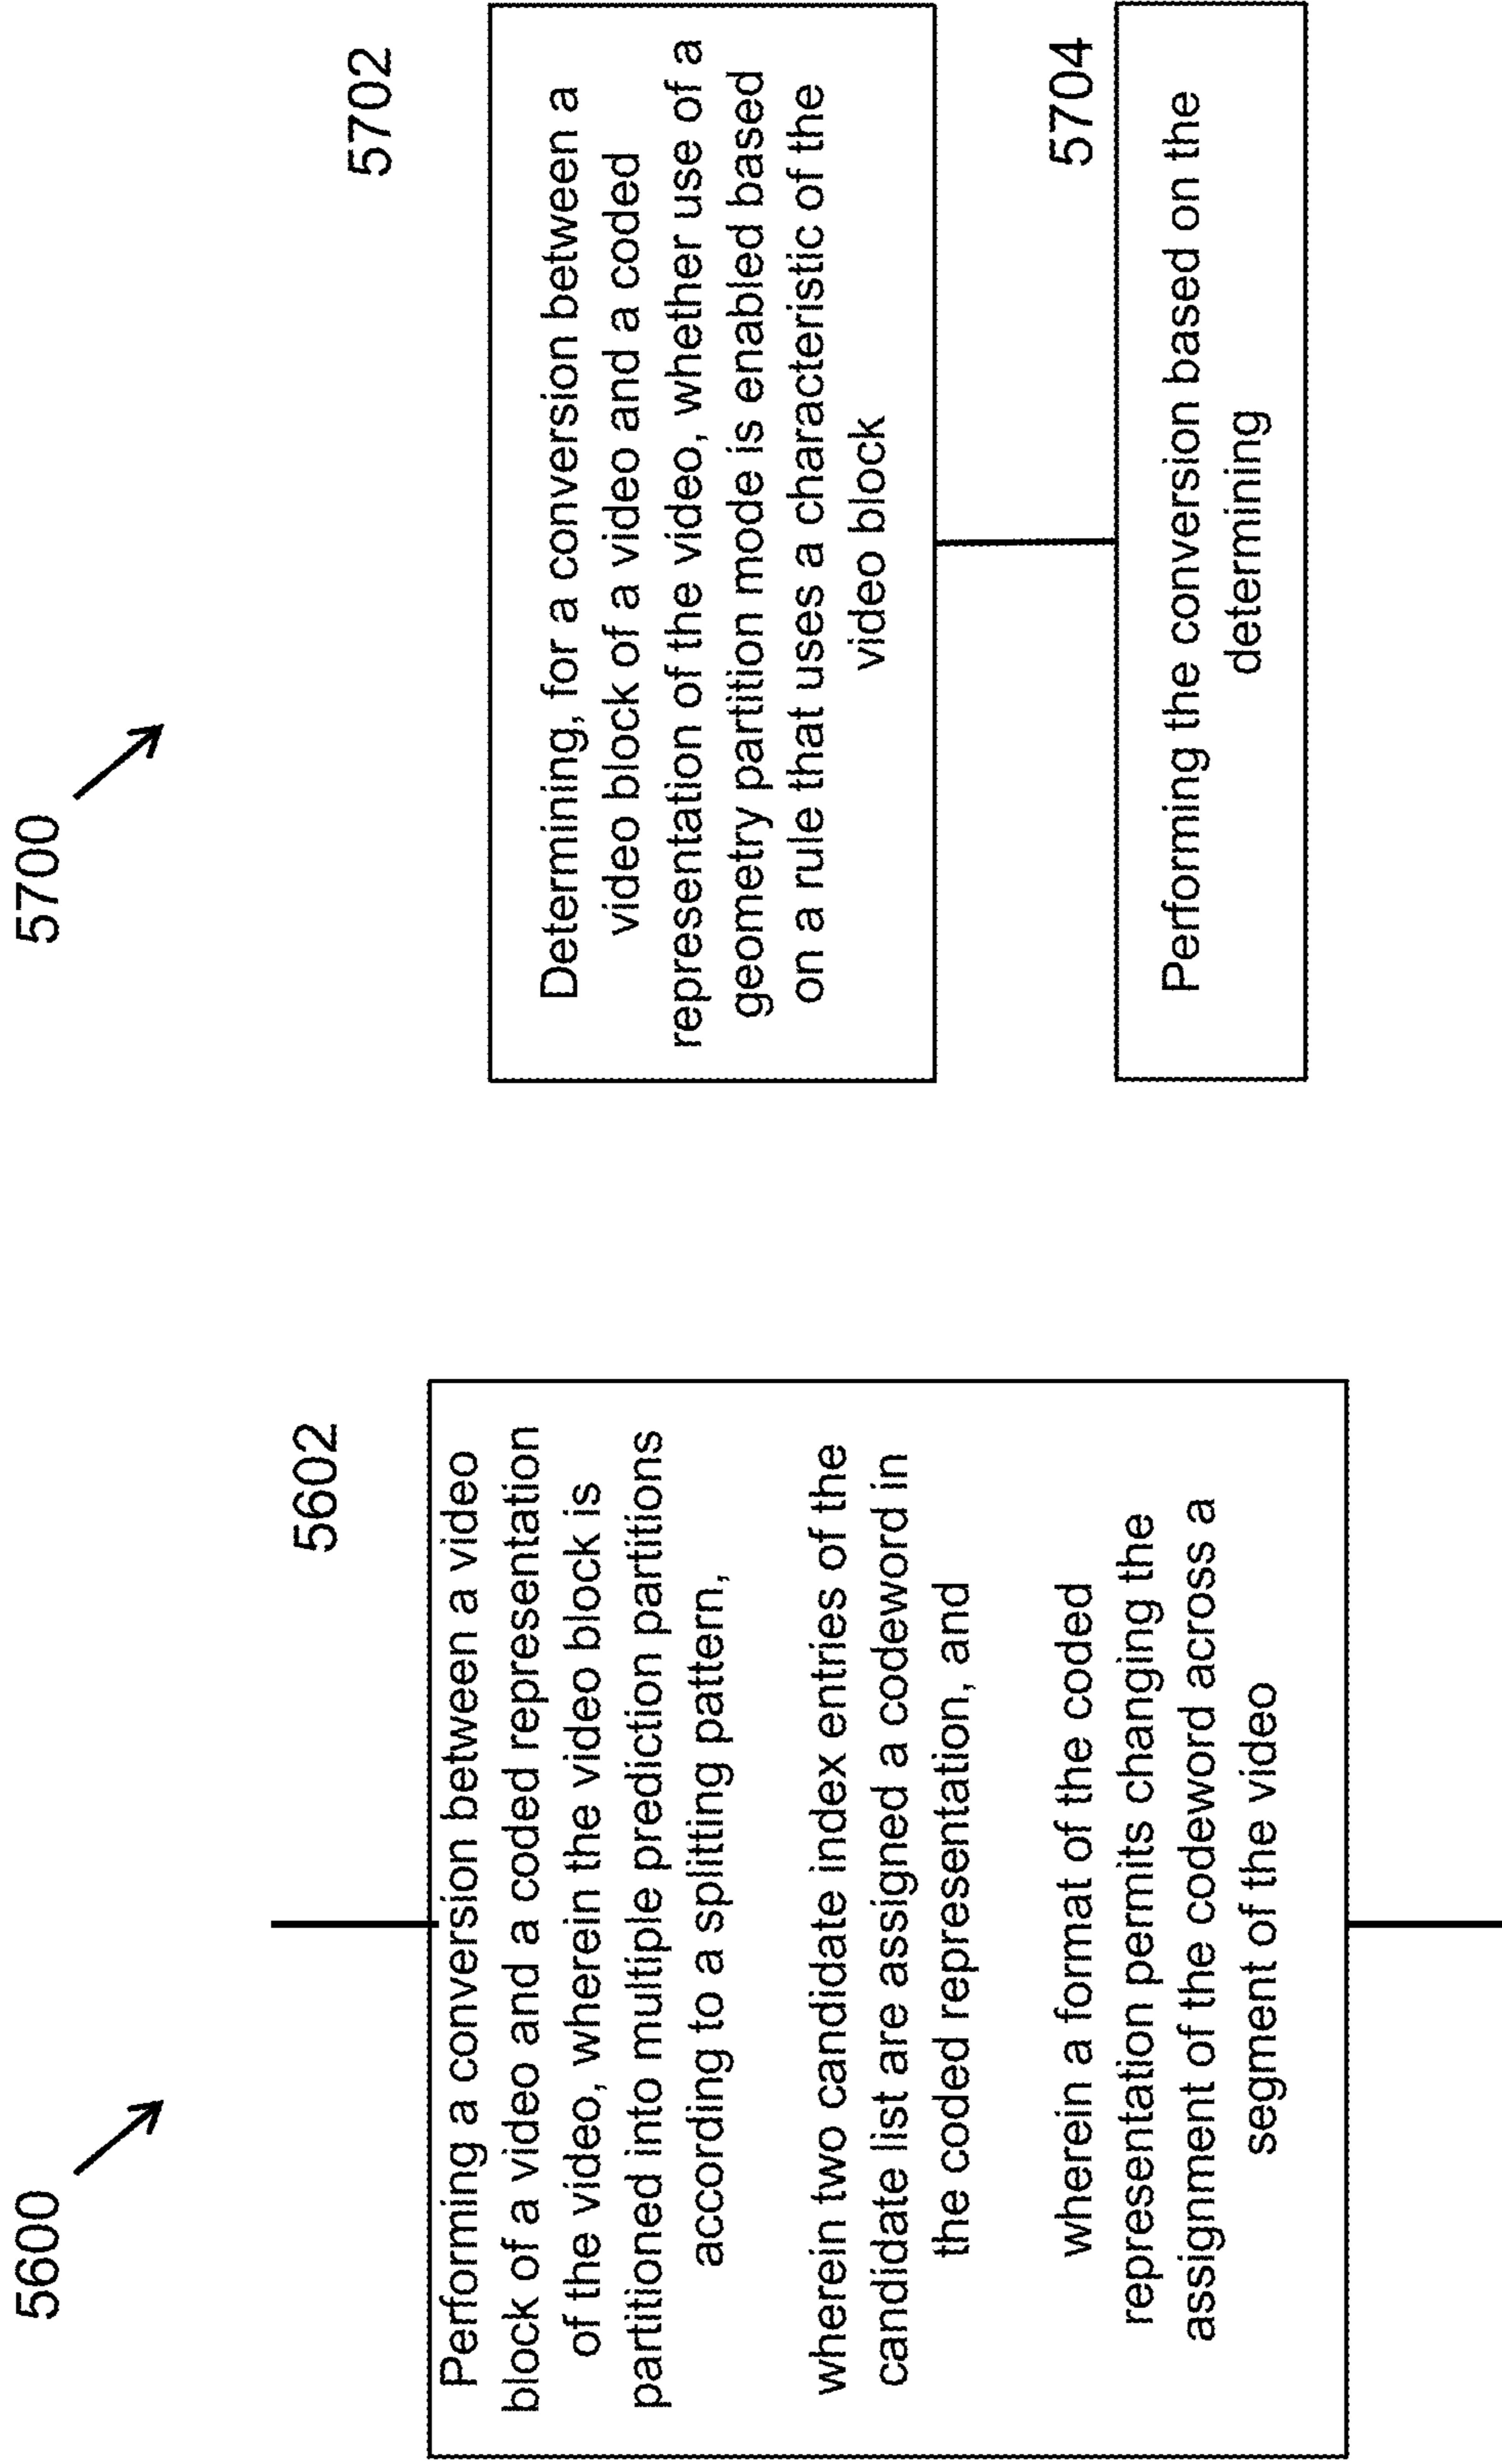 5600
5602
Performing a conversion between a video
block of a video and a coded representation
of the video, wherein the video block is
partitioned into multiple prediction partitions
according to a splitting pattern,
wherein two candidate index entries of the
candidate list are assigned a codeword in
the coded representation, and
wherein a format of the coded
representation permits changing the
assignment of the codeword across a
segment of the video
5700
5702
Determining, for a conversion between a
video block of a video and a coded
representation of the video, whether use of a
geometry partition mode is enabled based
on a rule that uses a characteristic of the
video block
5704
Performing the conversion based on the
determining